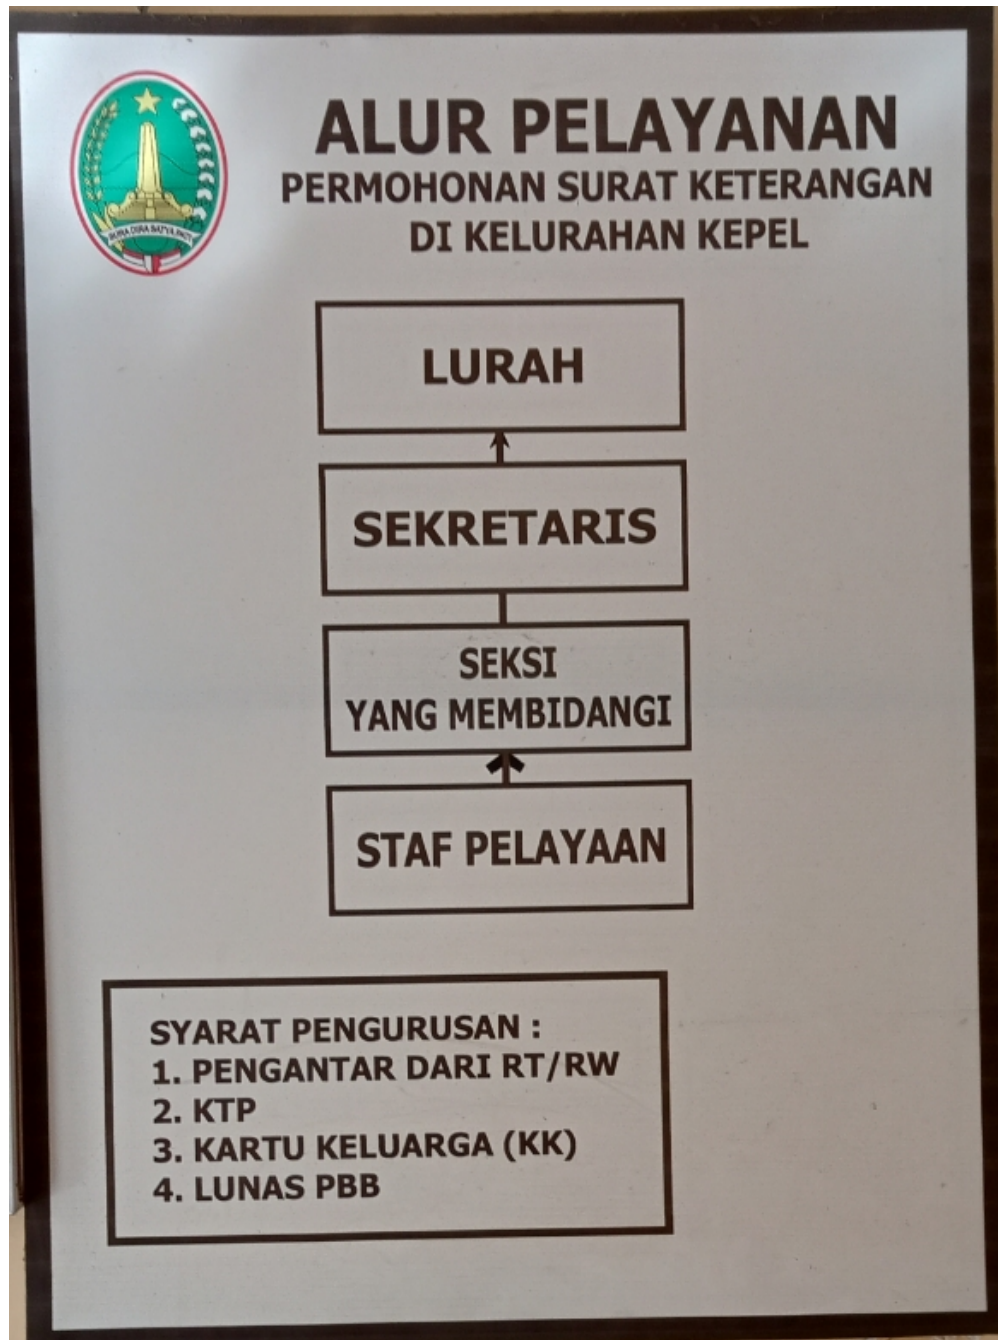 ALUR PELAYANAN
PERMOHONAN SURAT KETERANGAN
DI KELURAHAN KEPEL
LURAH
SEKRETARIS
SEKSI
YANG MEMBIDANGI
STAF PELAYAAN
SYARAT PENGURUSAN :
1. PENGANTAR DARI RT/RW
2. KTP
3. KARTU KELUARGA (KK)
4. LUNAS PBB